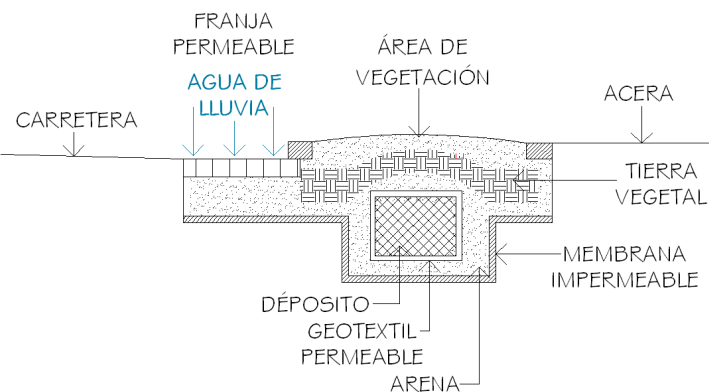 FRANJA
PERMEABLE
AGUA DE
LLUVIA
ÁREA DE
VEGETACIÓN
CARRETERA
ACERA
TIERRA
VEGETAL
MEMBRANA
IMPERMEABLE
DÉPOSITO
GEOTEXTIL
PERMEABLE
ARENA